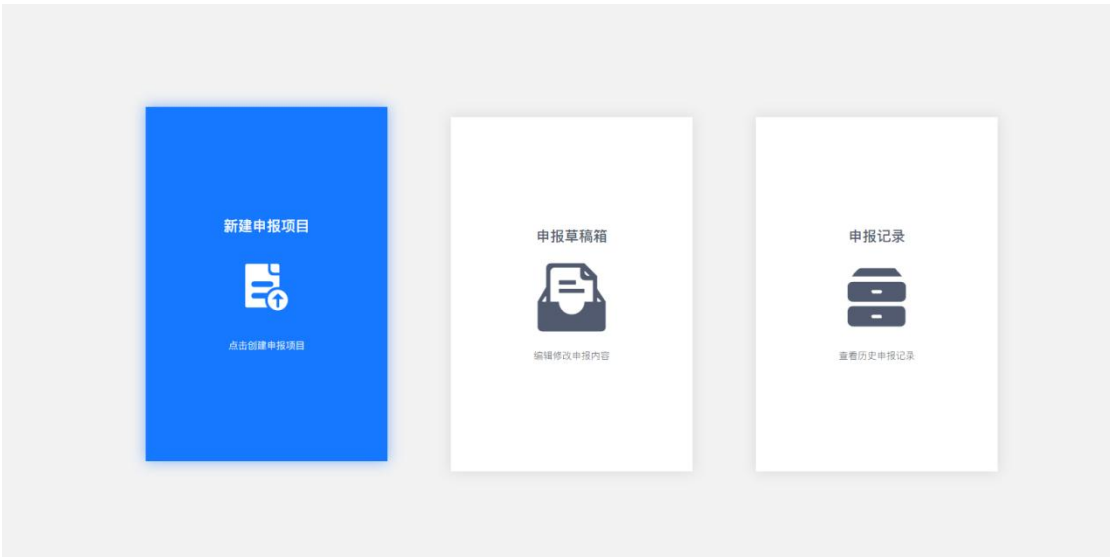 新建申报项目
点击创建申报项目
申报草稿箱
编辑修改申报内容
申报记录
查看历史申报记录